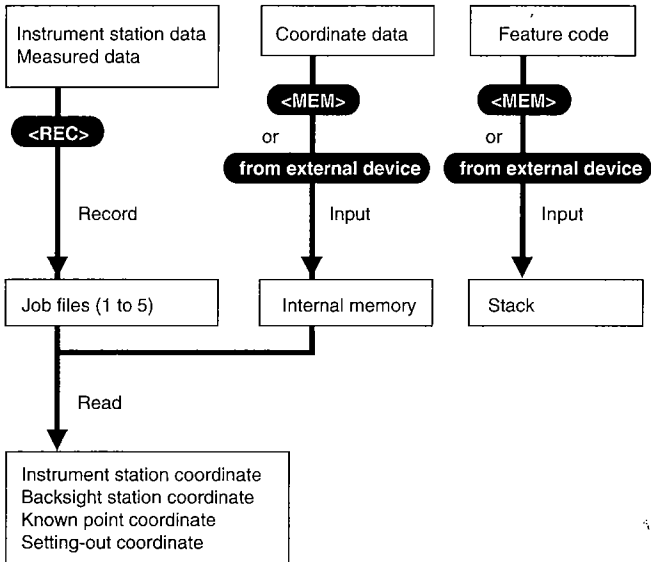 Instrument station data
Measured data
Coordinate data
Feature code
<REC>
<MEM>
or
from external device
<MEM>
or
from external device
Record
Input
Input
Job files (1 to 5)
Internal memory
Stack
Read
Instrument station coordinate
Backsight station coordinate
Known point coordinate
Setting-out coordinate